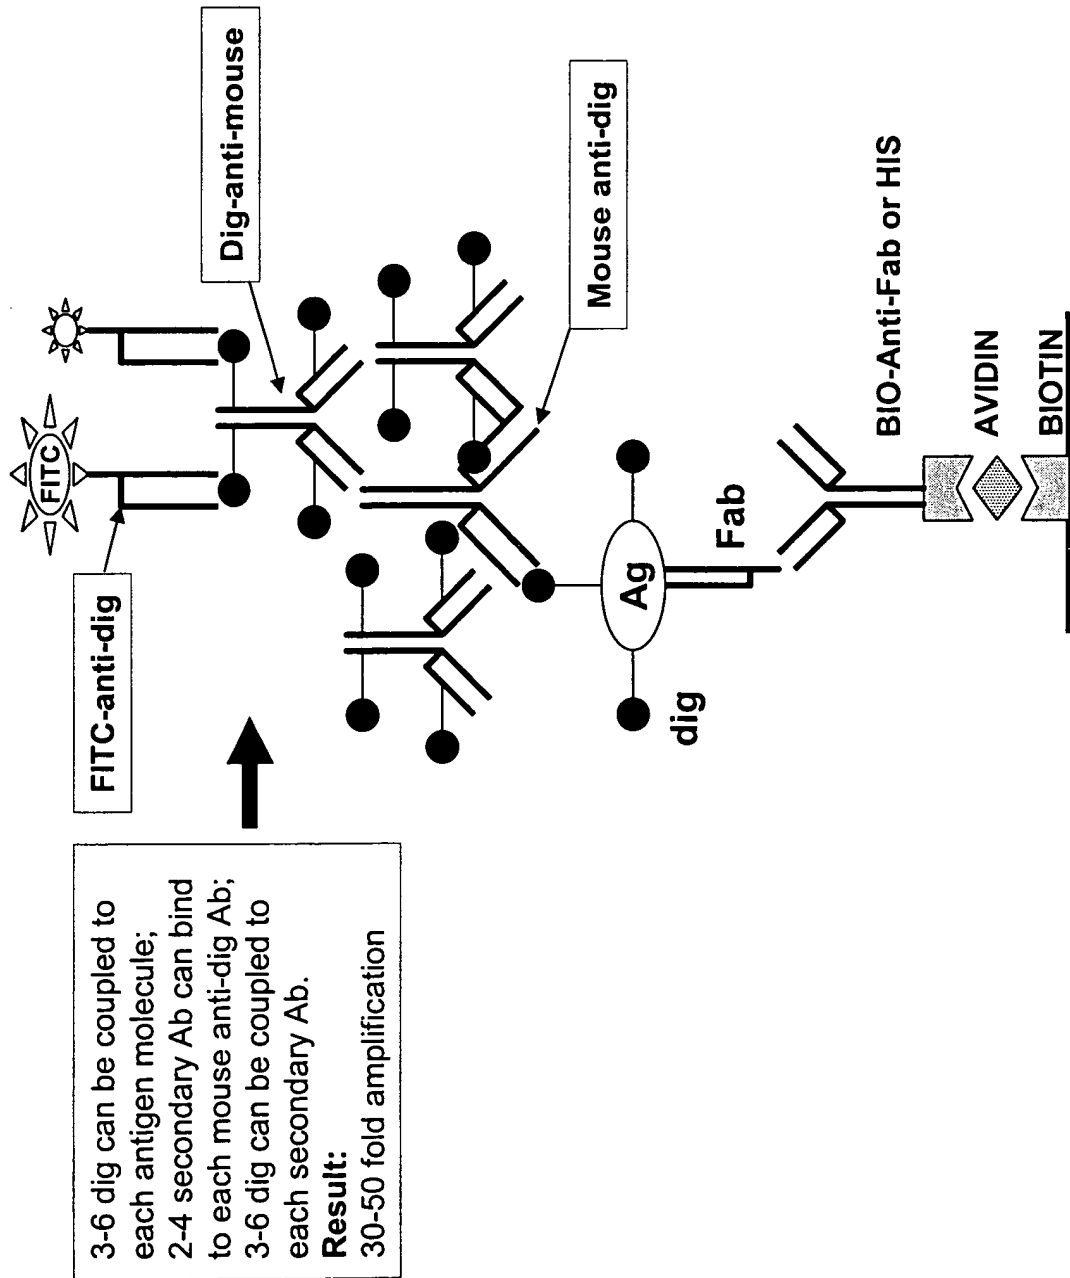 3-6 dig can be coupled to
each antigen molecule;
2-4 secondary Ab can bind
to each mouse anti-dig Ab;
3-6 dig can be coupled to
each secondary Ab.
Result:
30-50 fold amplification
FITC-anti-dig
FITC
Dig-anti-mouse
Mouse anti-dig
dig
Ag
Fab
BIO-Anti-Fab or HIS
AVIDIN
BIOTIN